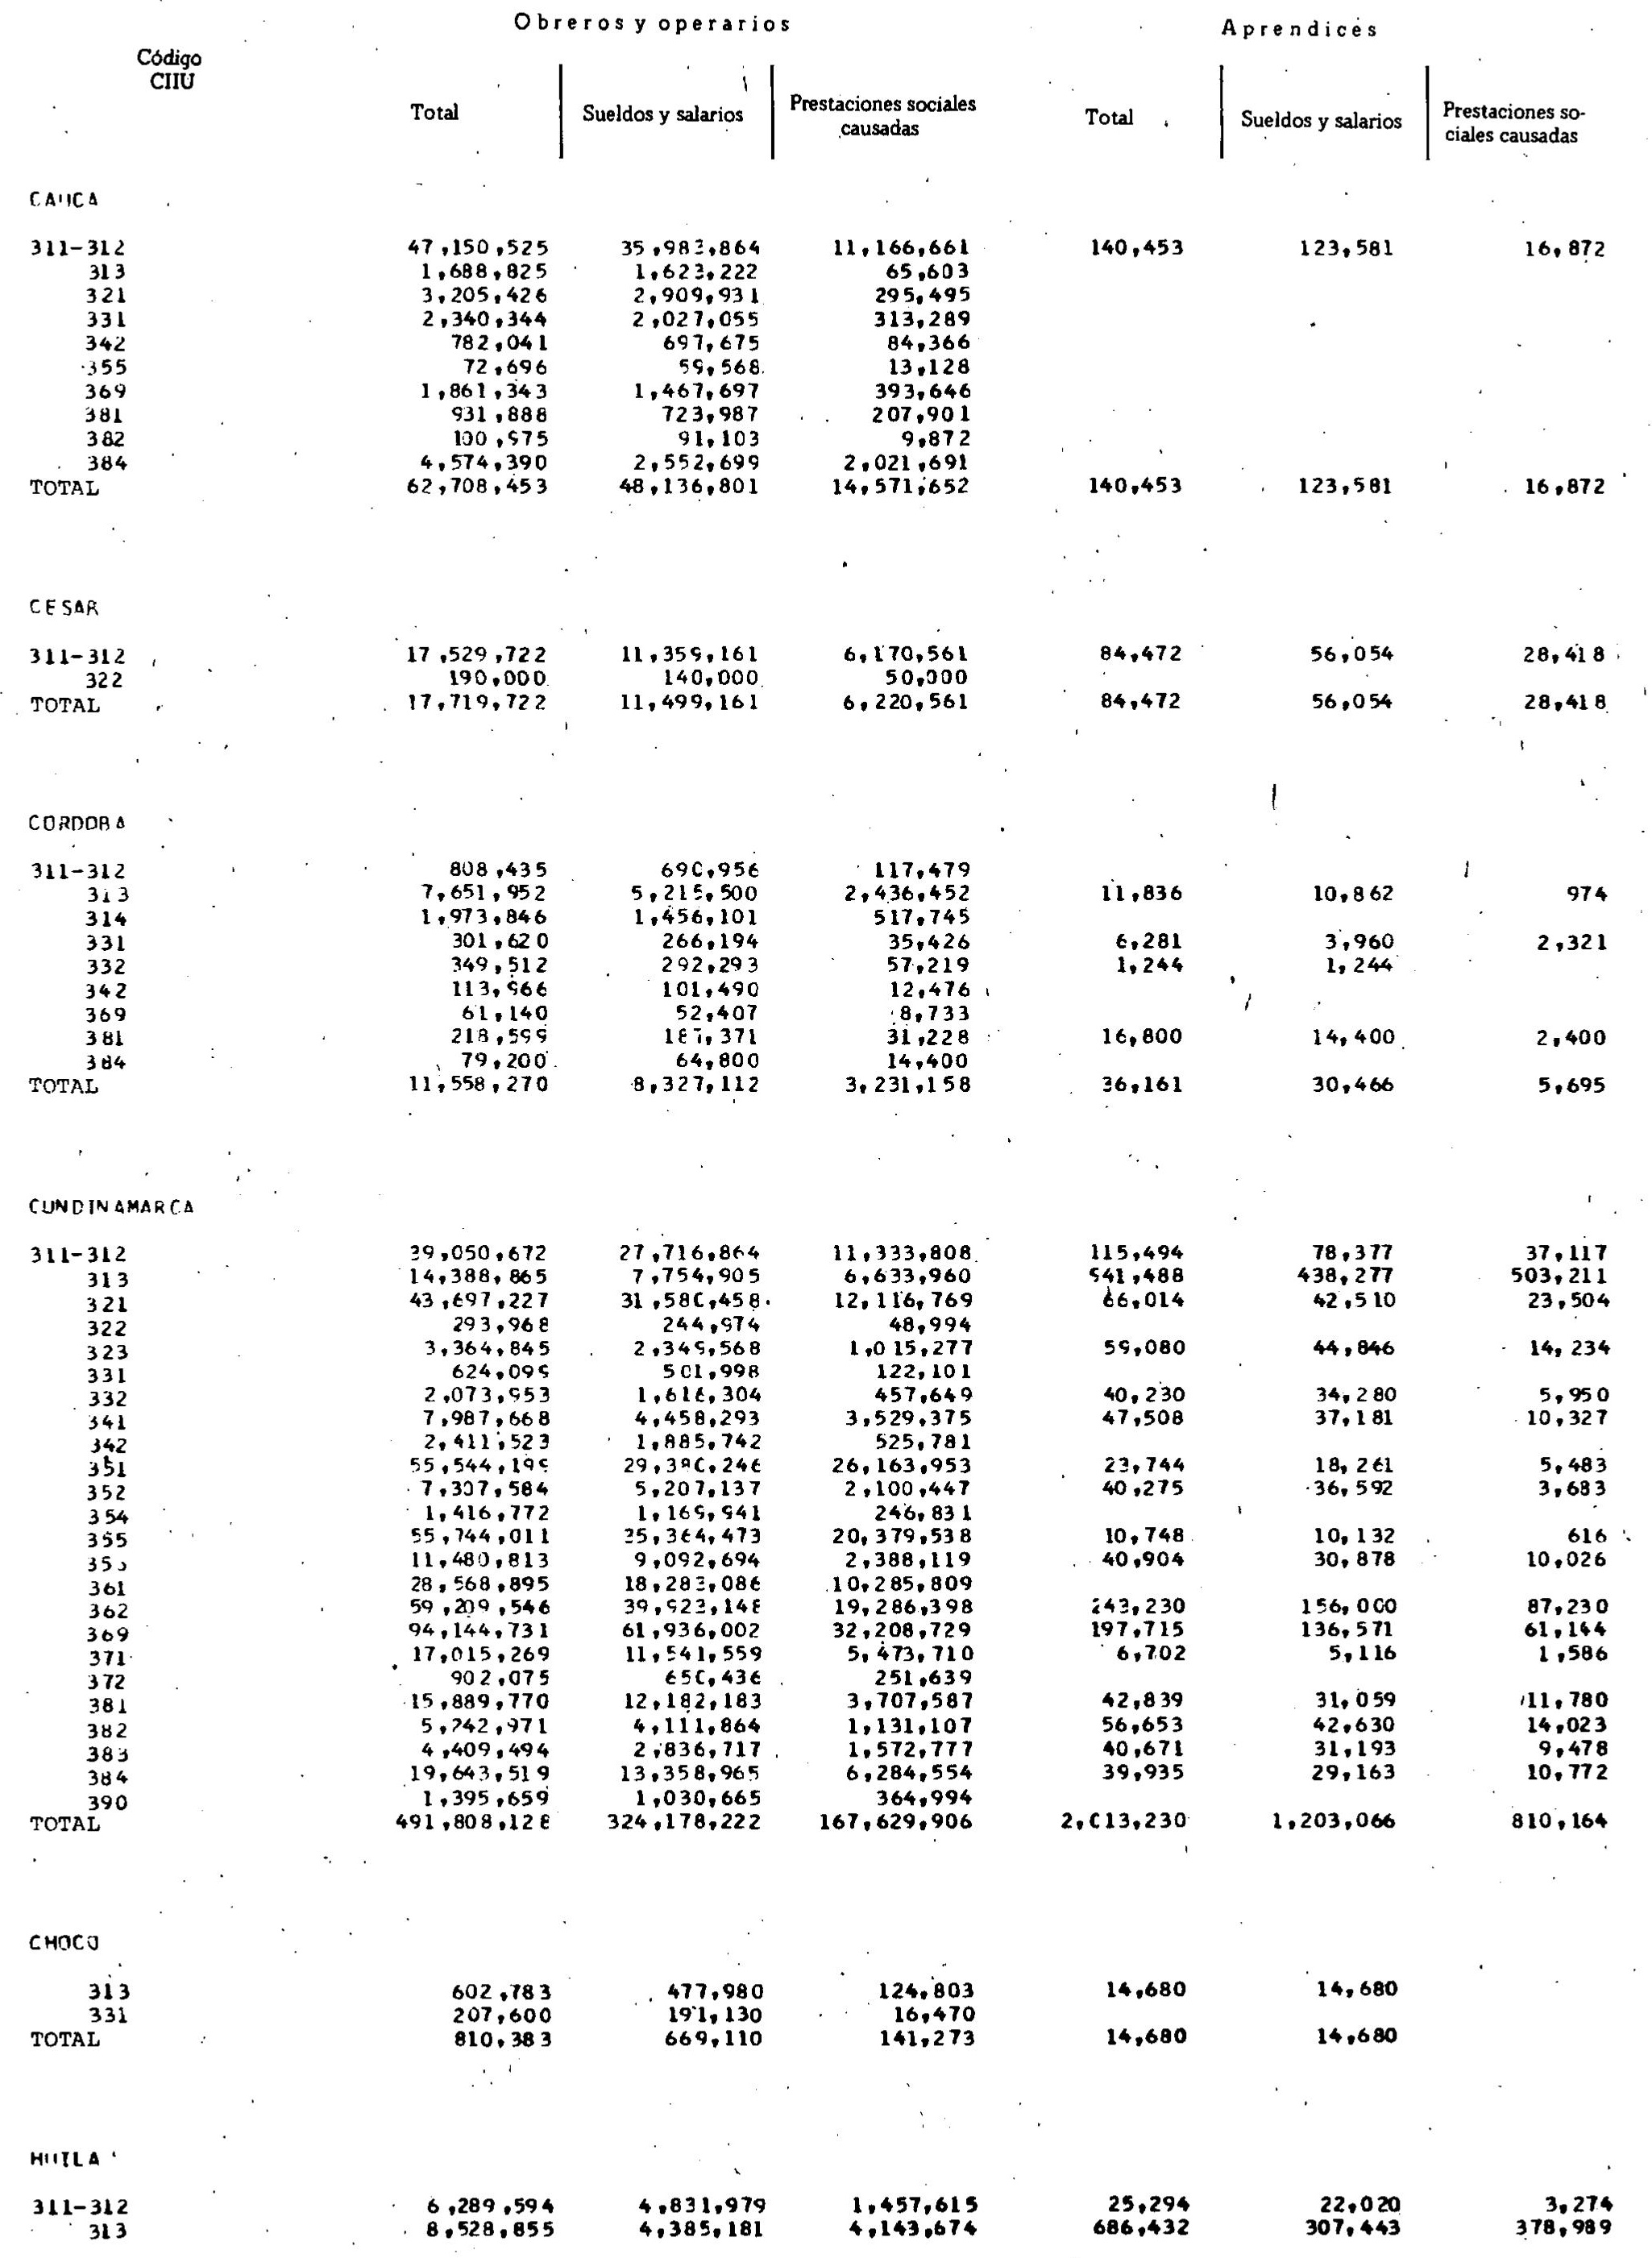 Obreros y operarios Aprendices
Código
CIIU
Total Sueldos y salarios Prestaciones sociales causadas Total Sueldos y salarios Prestaciones so-ciales causadas
CAUCA
311-312 47,150,525 35,983,864 11,166,661 140,453 123,581 16,872
313 1,688,825 1,623,222 65,603
321 3,205,426 2,909,931 295,495
331 2,340,344 2,027,055 313,289
342 782,041 697,675 84,366
355 72,696 59,568 13,128
369 1,861,343 1,467,697 393,646
381 931,888 723,987 207,901
382 100,975 91,103 9,872
384 4,574,390 2,552,699 2,021,691
TOTAL 62,708,453 48,136,801 14,571,652 140,453 123,581 16,872
CESAR
311-312 17,529,722 11,359,161 6,170,561 84,472 56,054 28,418
322 190,000 140,000 50,000
TOTAL 17,719,722 11,499,161 6,220,561 84,472 56,054 28,418
CORDOBA
311-312 808,435 690,956 117,479
313 7,651,952 5,215,500 2,436,452 11,836 10,862 974
314 1,973,846 1,456,101 517,745
331 301,620 266,194 35,426 6,281 3,960 2,321
332 349,512 292,293 57,219 1,244 1,244
342 113,966 101,490 12,476
369 61,140 52,407 8,733
381 218,599 187,371 31,228 16,800 14,400 2,400
384 79,200 64,800 14,400
TOTAL 11,558,270 8,327,112 3,231,158 36,161 30,466 5,695
CUNDINAMARCA
311-312 39,050,672 27,716,864 11,333,808 115,494 78,377 37,117
313 14,388,865 7,754,905 6,633,960 941,488 438,277 503,211
321 43,697,227 31,580,458 12,116,769 66,014 42,510 23,504
322 293,968 244,974 48,994
323 3,364,845 2,349,568 1,015,277 59,080 44,846 14,234
331 624,099 501,998 122,101
332 2,073,953 1,616,304 457,649 40,230 34,280 5,950
341 7,987,668 4,458,293 3,529,375 47,508 37,181 10,327
342 2,411,523 1,885,742 525,781
351 55,544,199 29,380,246 26,163,953 23,744 18,261 5,483
352 7,307,584 5,207,137 2,100,447 40,275 36,592 3,683
354 1,416,772 1,169,941 246,831
355 55,744,011 35,364,473 20,379,538 10,748 10,132 616
11,480,813 9,092,694 2,388,119 40,904 30,878 10,026
361 28,568,895 18,283,086 10,285,809
362 59,209,546 39,923,148 19,286,398 243,230 156,000 87,230
369 94,144,731 61,936,002 32,208,729 197,715 136,571 61,144
371 17,015,269 11,541,559 5,473,710 6,702 5,116 1,586
372 902,075 650,436 251,639
381 15,889,770 12,182,183 3,707,587 42,839 31,059 11,780
382 5,242,971 4,111,864 1,131,107 56,653 42,630 14,023
383 4,409,494 2,836,717 1,572,777 40,671 31,193 9,478
384 19,643,519 13,358,965 6,284,554 39,935 29,163 10,772
390 1,395,659 1,030,665 364,994
TOTAL 491,808,128 324,178,222 167,629,906 2,013,230 1,203,066 810,164
CHOCO
313 602,783 477,980 124,803 14,680 14,680
331 207,600 191,130 16,470
TOTAL 810,383 669,110 141,273 14,680 14,680
HUILA
311-312 6,289,594 4,831,979 1,457,615 25,294 22,020 3,274
313 8,528,855 4,385,181 4,143,674 686,432 307,443 378,989